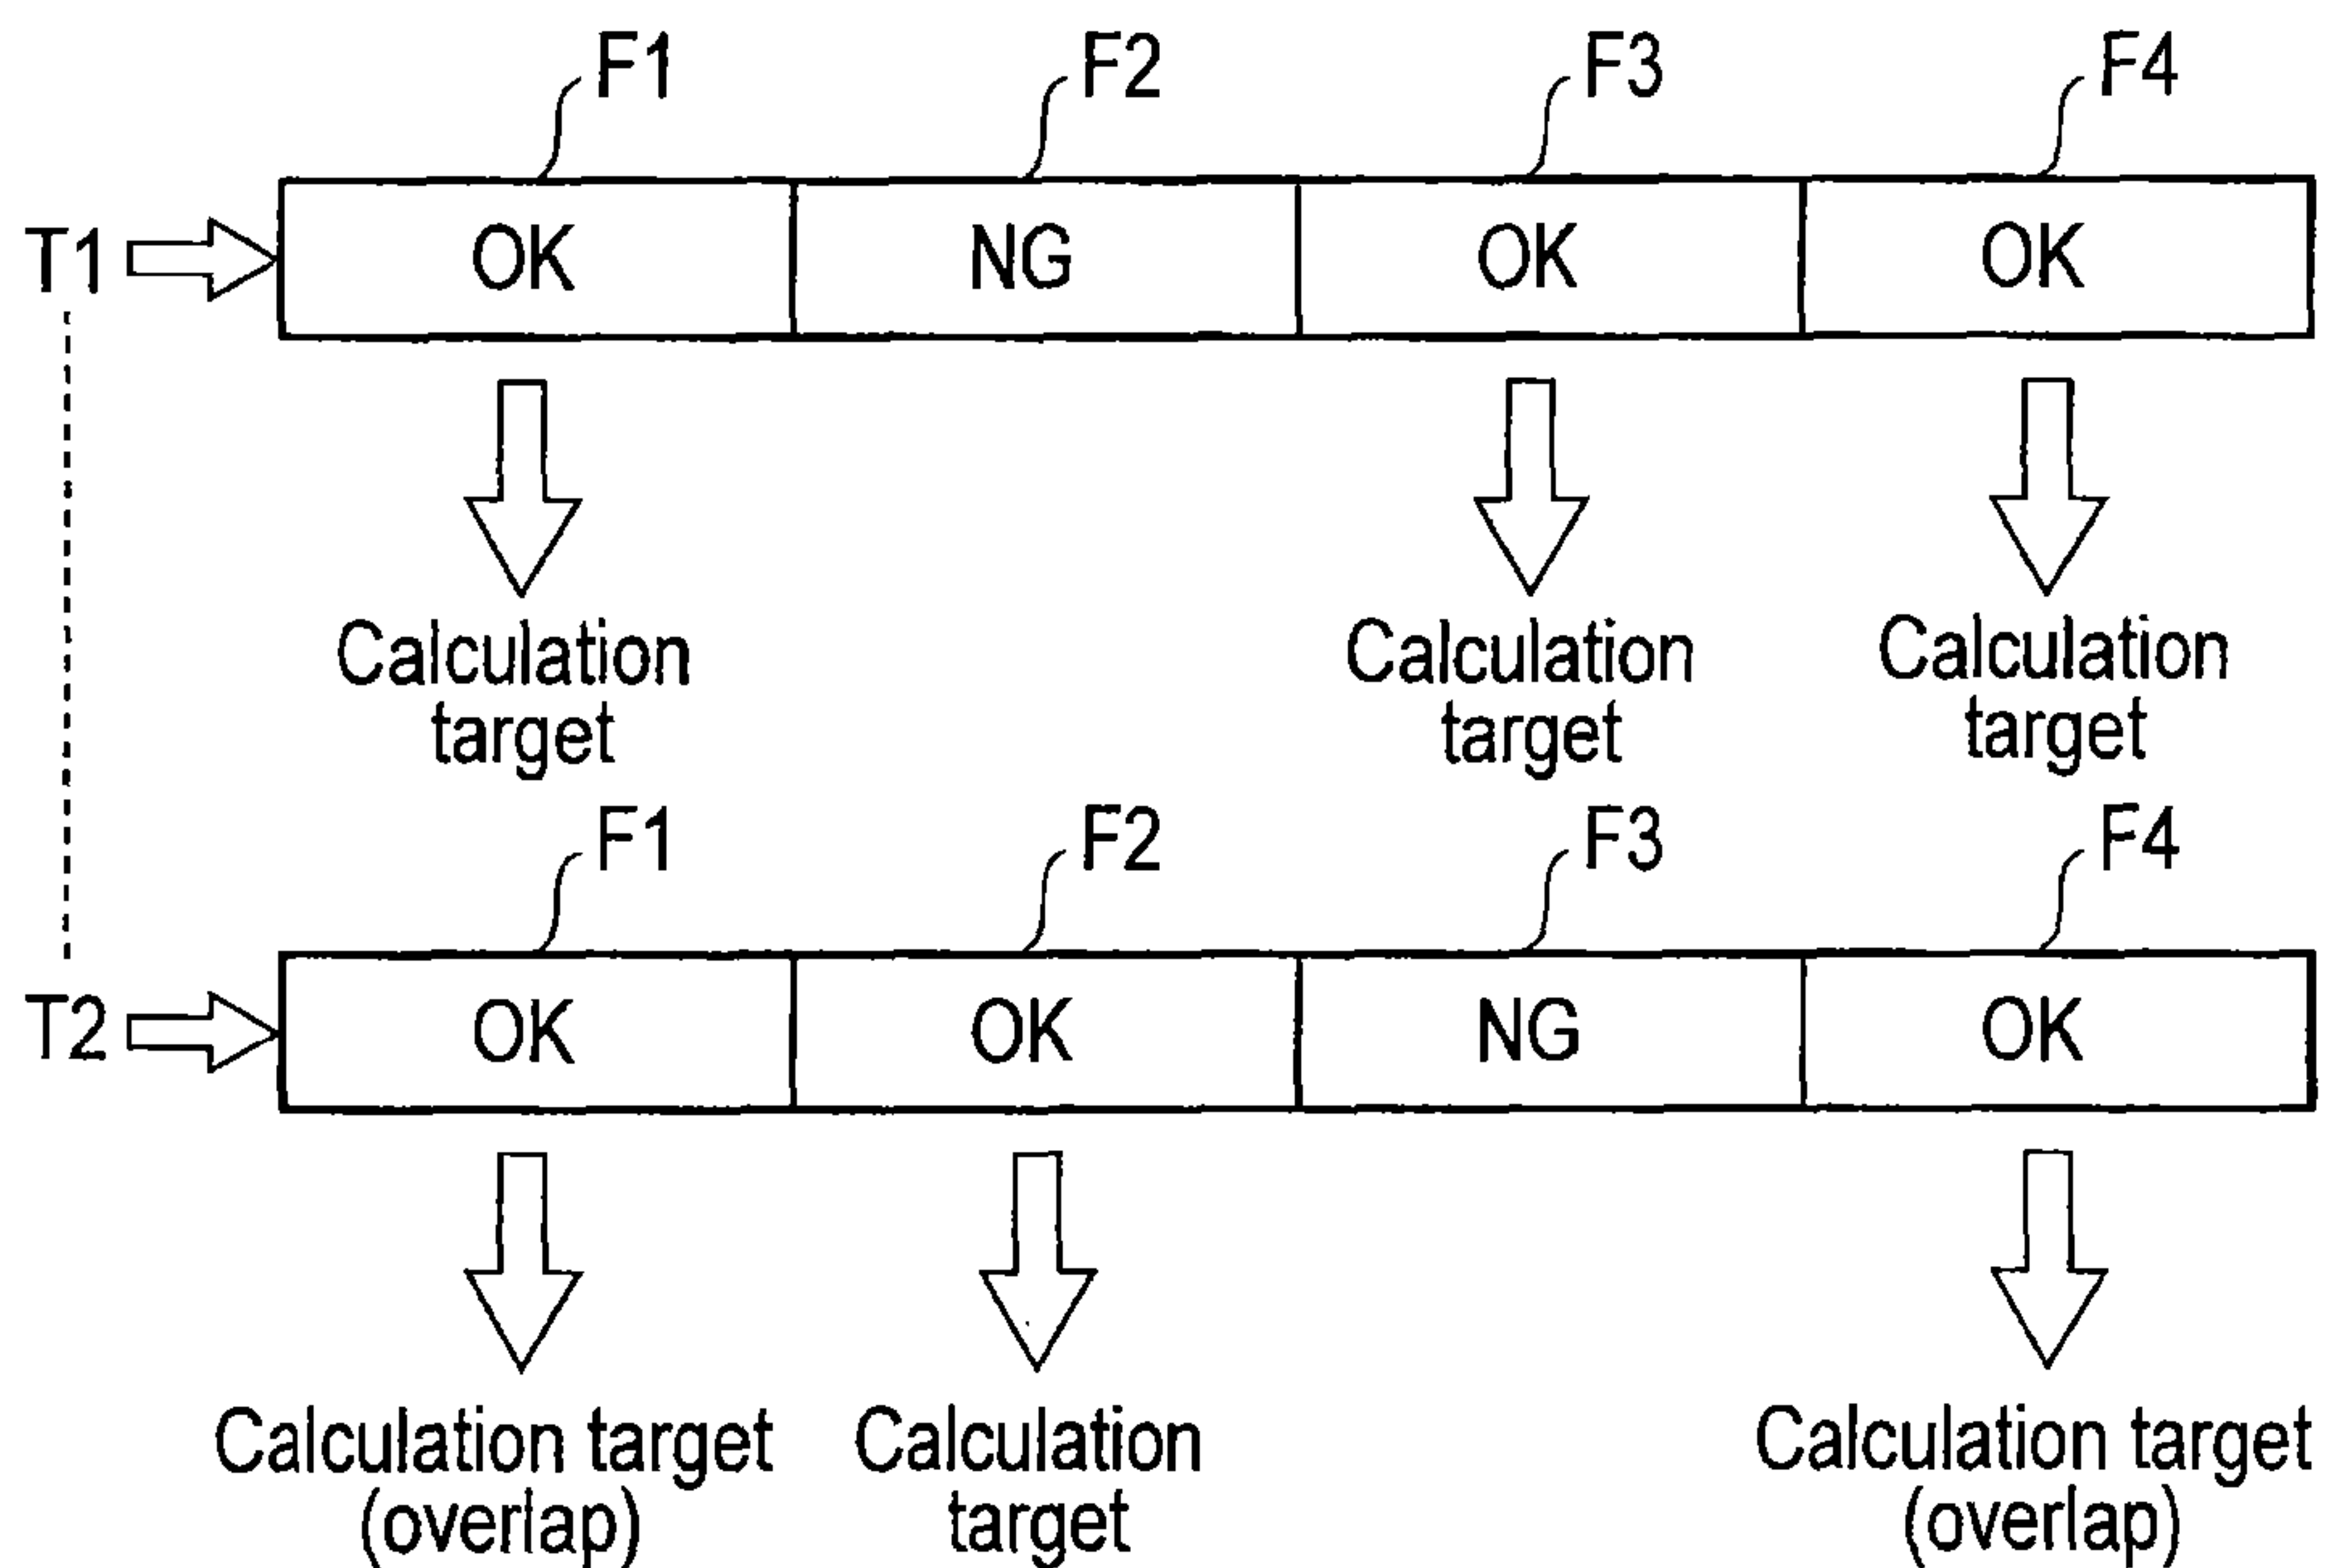 F1 F2 F3 F4
T1 OK NG OK OK
Calculation Calculation Calculation
target target target
F1 F2 F3 F4
T2 OK OK NG OK
Calculation target Calculation Calculation target
(overlap) target (overlap)